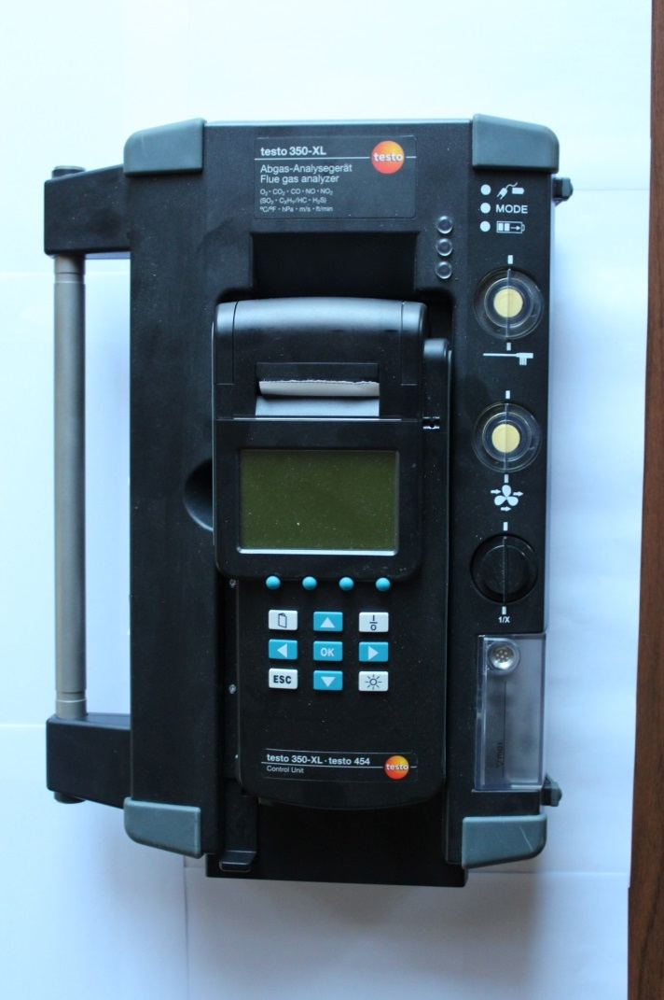 testo 350-XL
testo
Abgas-Analysegerät
Flue gas analyzer
O₂ · CO₂ · CO · NO · NO₂
(SO₂ · CₓHᵧ/HC · H₂S)
°C/°F · hPa · m/s · ft/min
MODE
1/X
I/O
OK
ESC
testo 350-XL · testo 454
Control Unit
testo